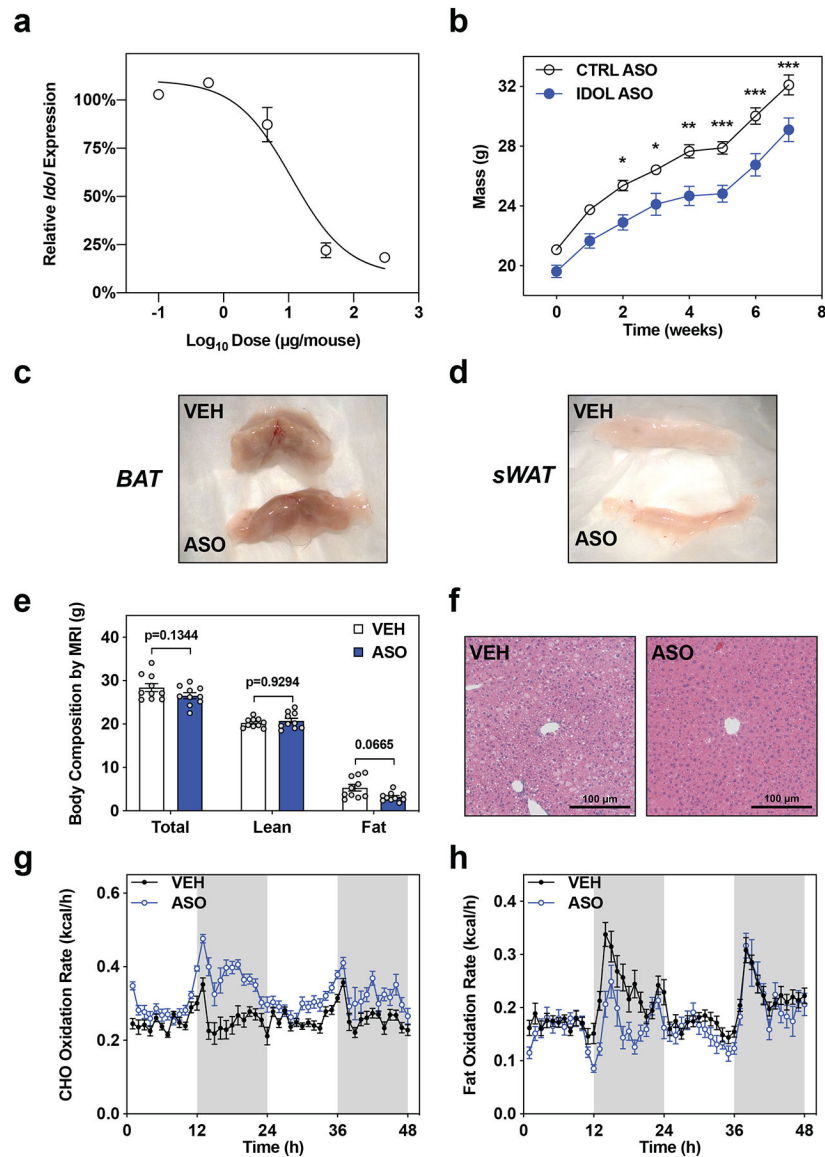 a
Relative Idol Expression
100%
75%
50%
25%
0%
-1 0 1 2 3
Log10 Dose (µg/mouse)
b
CTRL ASO
IDOL ASO
Mass (g)
32
28
24
20
* * ** *** *** ***
0 2 4 6 8
Time (weeks)
c
BAT
VEH
ASO
d
sWAT
VEH
ASO
e
Body Composition by MRI (g)
VEH
ASO
40
30
20
10
0
p=0.1344
p=0.9294
0.0665
Total Lean Fat
f
VEH
100 µm
ASO
100 µm
g
VEH
ASO
CHO Oxidation Rate (kcal/h)
0.6
0.4
0.2
0.0
0 12 24 36 48
Time (h)
h
VEH
ASO
Fat Oxidation Rate (kcal/h)
0.4
0.3
0.2
0.1
0.0
0 12 24 36 48
Time (h)